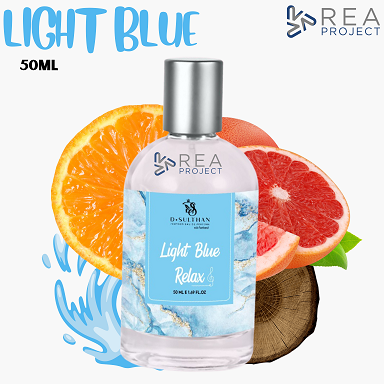 LIGHT BLUE
50ML
REA
PROJECT
REA
PROJECT
D'SULTHAN
Light Blue
Relax
50 ML E 1.69 FL.OZ